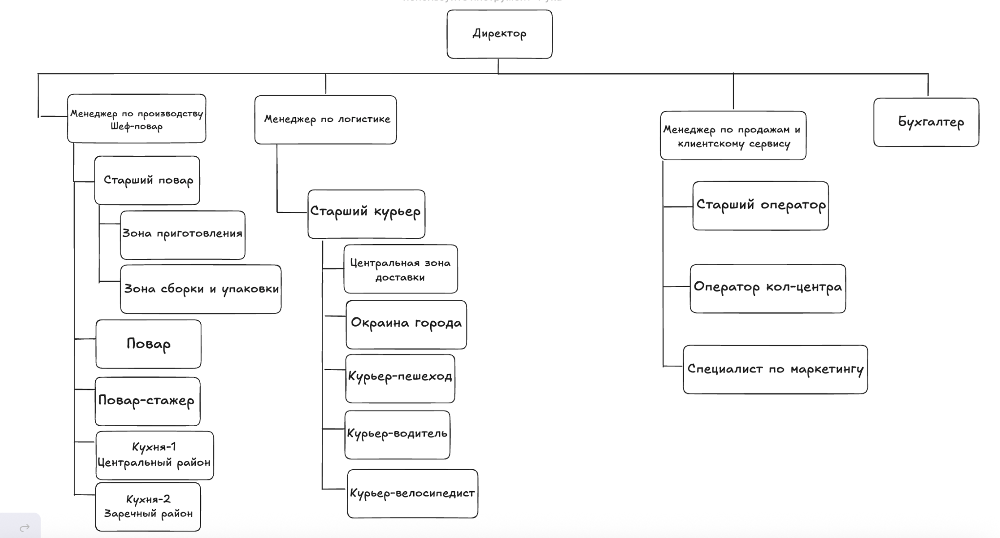 Директор
Менеджер по производству
Шеф-повар
Менеджер по логистике
Менеджер по продажам и
клиентскому сервису
Бухгалтер
Старший повар
Зона приготовления
Зона сборки и упаковки
Повар
Повар-стажер
Кухня-1
Центральный район
Кухня-2
Заречный район
Старший курьер
Центральная зона
доставки
Окраина города
Курьер-пешеход
Курьер-водитель
Курьер-велосипедист
Старший оператор
Оператор кол-центра
Специалист по маркетингу